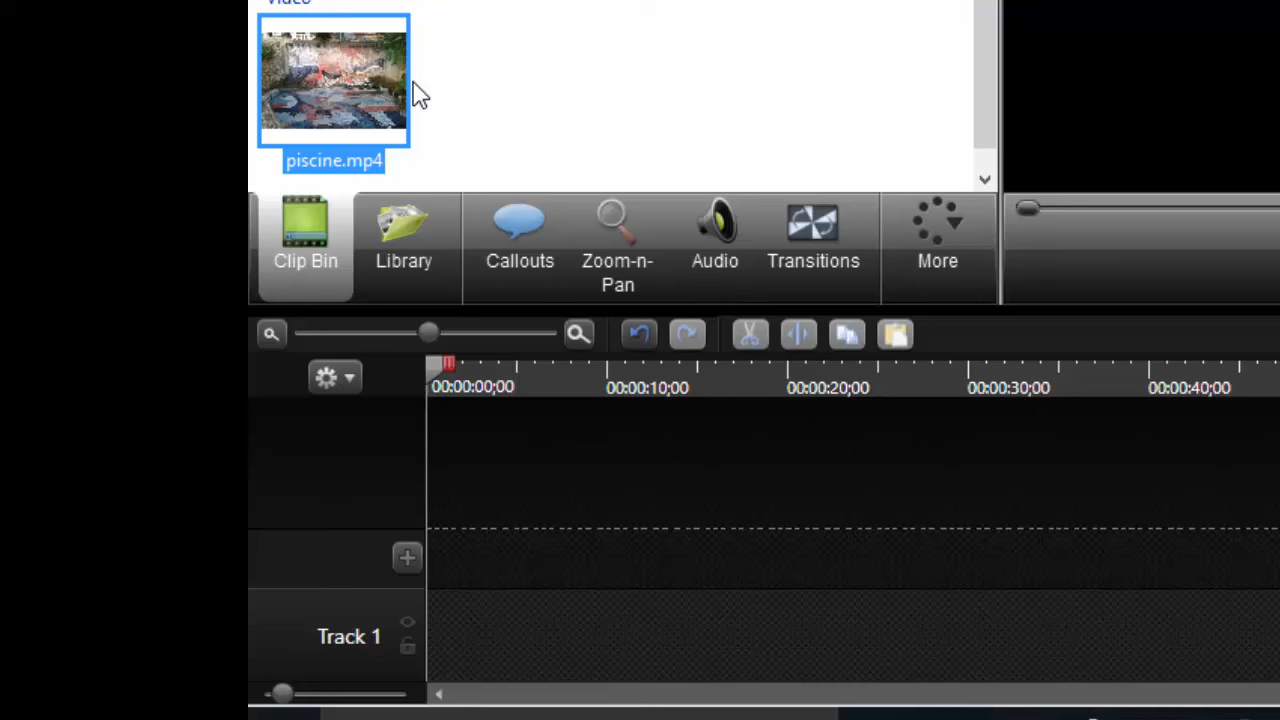 Video
piscine.mp4
Clip Bin
Library
Callouts
Zoom-n-
Pan
Audio
Transitions
More
00:00:00;00
00:00:10;00
00:00:20;00
00:00:30;00
00:00:40;00
Track 1